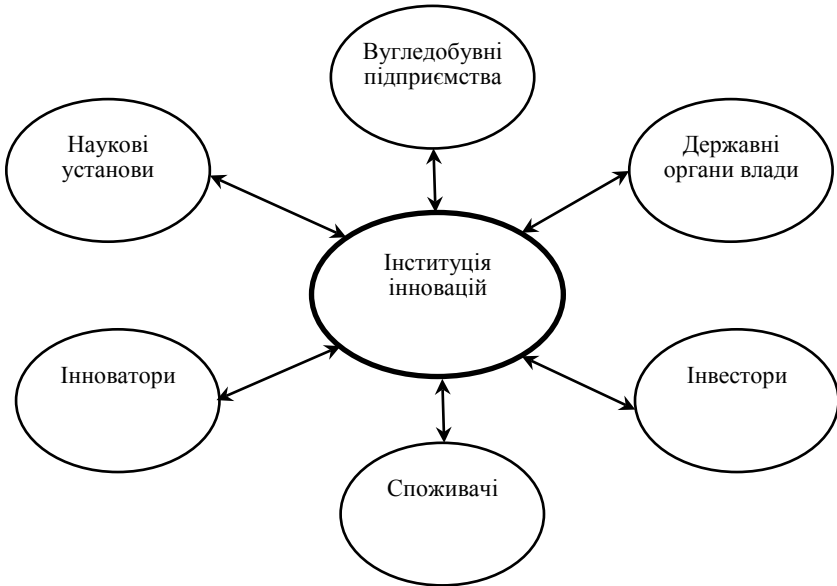 Вугледобувні
підприємства
Наукові
установи
Державні
органи влади
Інституція
інновацій
Інноватори
Інвестори
Споживачі